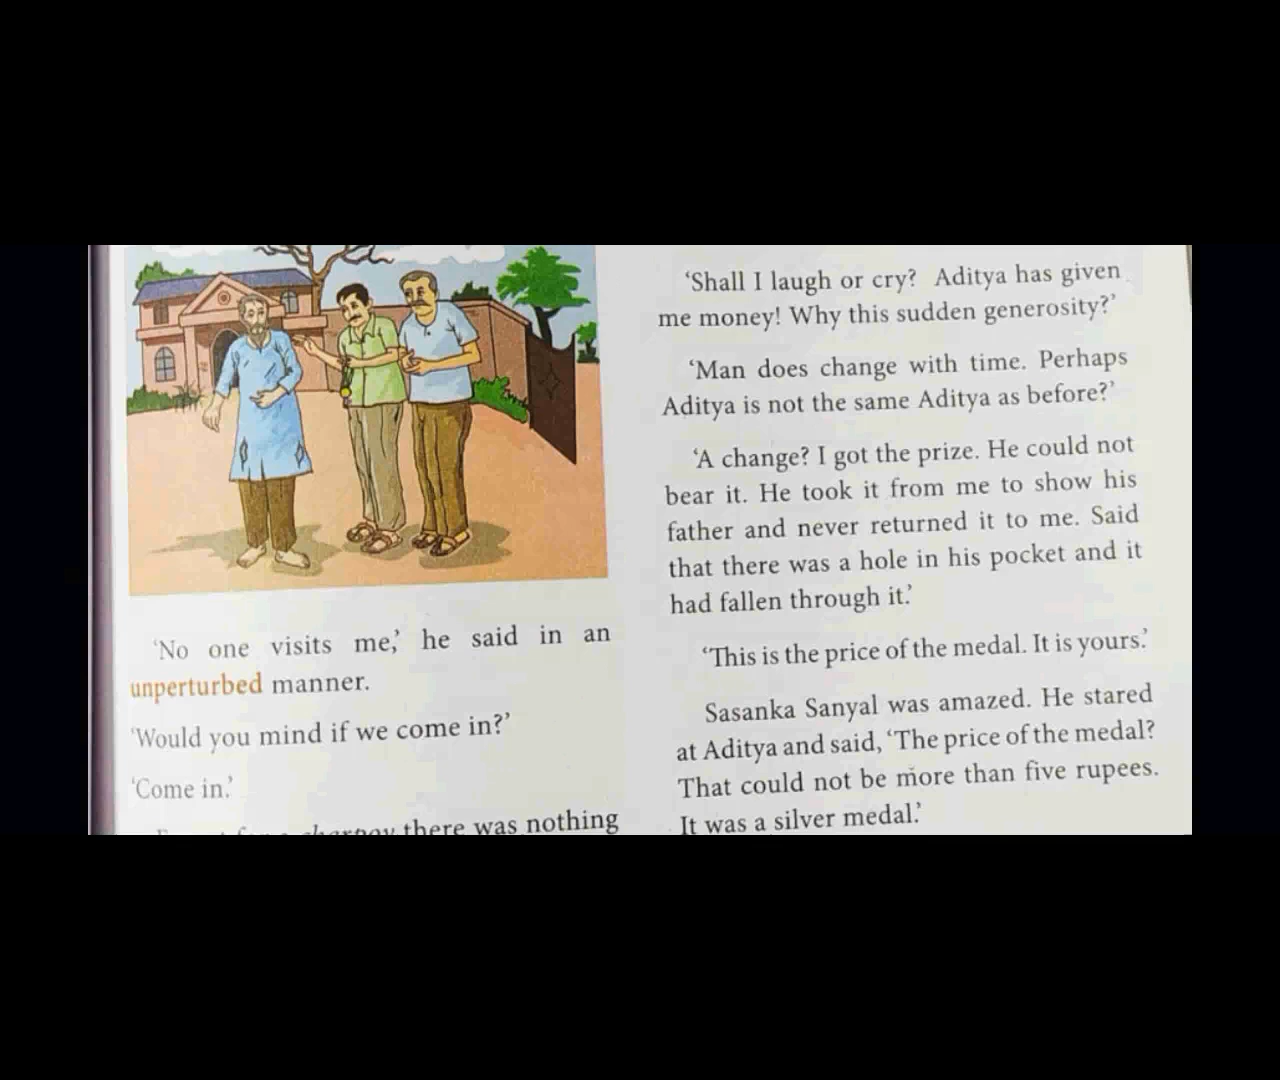 ‘No one visits me,’ he said in an
unperturbed manner.
‘Would you mind if we come in?’
‘Come in.’
charpoy there was nothing
‘Shall I laugh or cry? Aditya has given
me money! Why this sudden generosity?’
‘Man does change with time. Perhaps
Aditya is not the same Aditya as before?’
‘A change? I got the prize. He could not
bear it. He took it from me to show his
father and never returned it to me. Said
that there was a hole in his pocket and it
had fallen through it.’
‘This is the price of the medal. It is yours.’
Sasanka Sanyal was amazed. He stared
at Aditya and said, ‘The price of the medal?
That could not be more than five rupees.
It was a silver medal.’